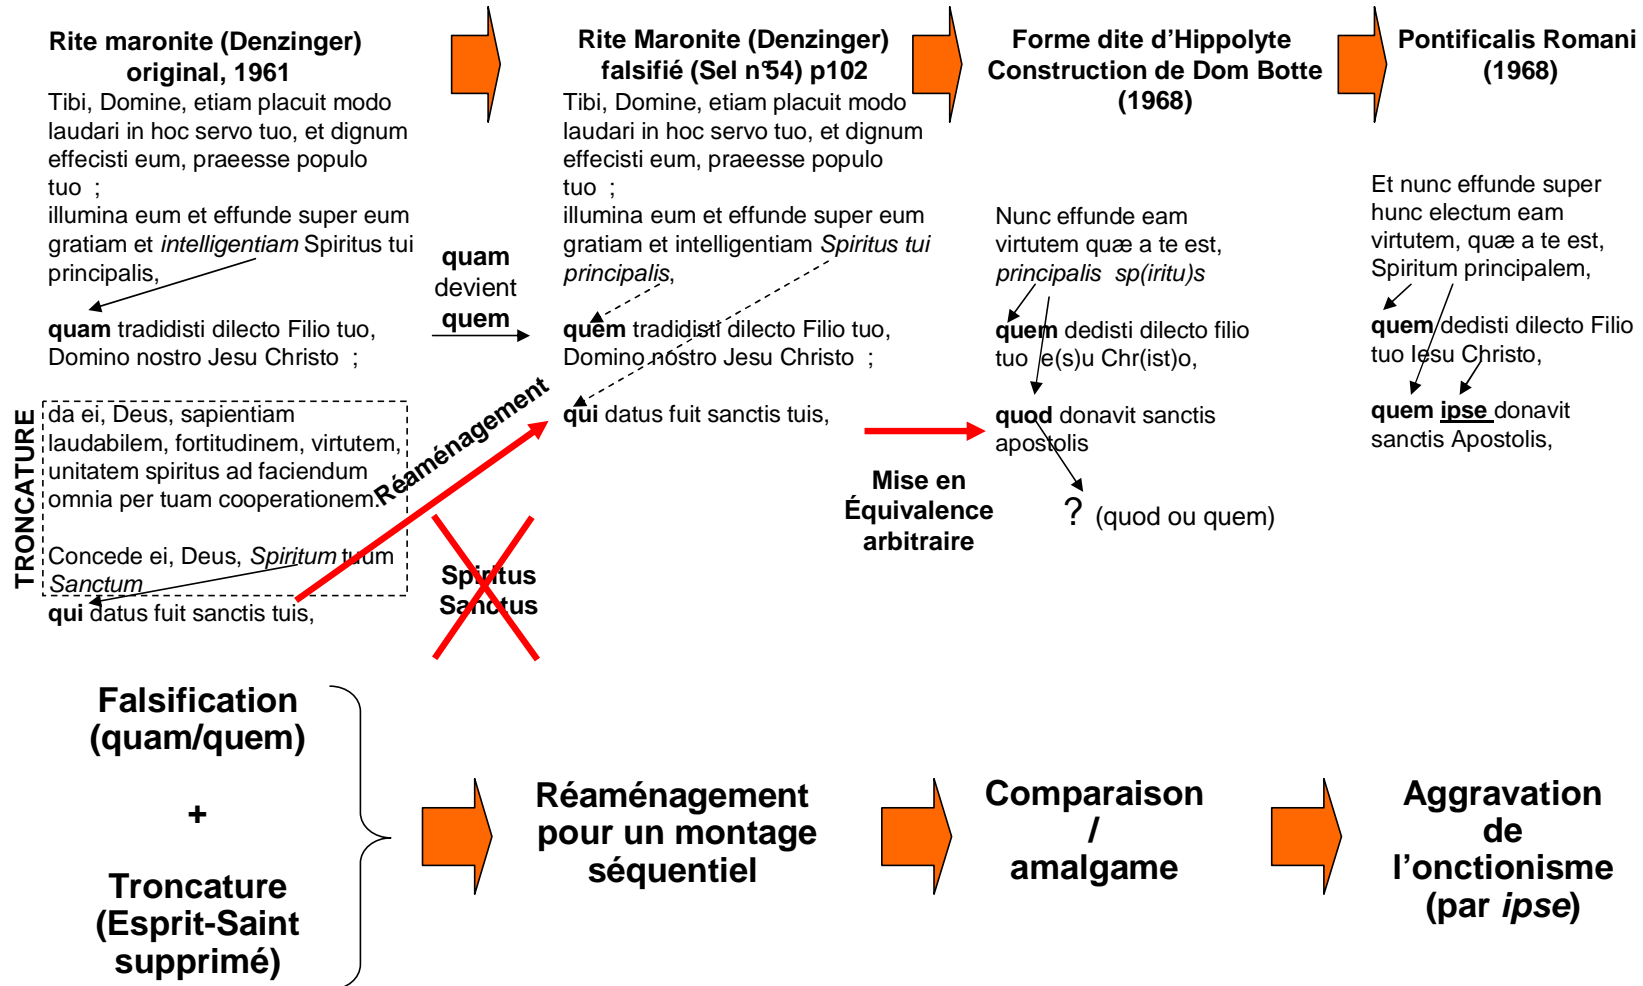 Rite maronite (Denzinger)
original, 1961
Tibi, Domine, etiam placuit modo
laudari in hoc servo tuo, et dignum
effecisti eum, praeesse populo
tuo ;
illumina eum et effunde super eum
gratiam et intelligentiam Spiritus tui
principalis,
quam tradidisti dilecto Filio tuo,
Domino nostro Jesu Christo ;
TRONCATURE
da ei, Deus, sapientiam
laudabilem, fortitudinem, virtutem,
unitatem spiritus ad faciendum
omnia per tuam cooperationem.
Concede ei, Deus, Spiritum tuum
Sanctum
qui datus fuit sanctis tuis,
quam
devient
quem
Réaménagement
Spiritus
Sanctus
Rite Maronite (Denzinger)
falsifié (Sel n°54) p102
Tibi, Domine, etiam placuit modo
laudari in hoc servo tuo, et dignum
effecisti eum, praeesse populo
tuo ;
illumina eum et effunde super eum
gratiam et intelligentiam Spiritus tui
principalis,
quem tradidisti dilecto Filio tuo,
Domino nostro Jesu Christo ;
qui datus fuit sanctis tuis,
Mise en
Équivalence
arbitraire
Forme dite d’Hippolyte
Construction de Dom Botte
(1968)
Nunc effunde eam
virtutem quæ a te est,
principalis sp(iritu)s
quem dedisti dilecto filio
tuo e(s)u Chr(ist)o,
quod donavit sanctis
apostolis
? (quod ou quem)
Pontificalis Romani
(1968)
Et nunc effunde super
hunc electum eam
virtutem, quæ a te est,
Spiritum principalem,
quem dedisti dilecto Filio
tuo Iesu Christo,
quem ipse donavit
sanctis Apostolis,
Falsification
(quam/quem)
+
Troncature
(Esprit-Saint
supprimé)
Réaménagement
pour un montage
séquentiel
Comparaison
/
amalgame
Aggravation
de
l’onctionisme
(par ipse)